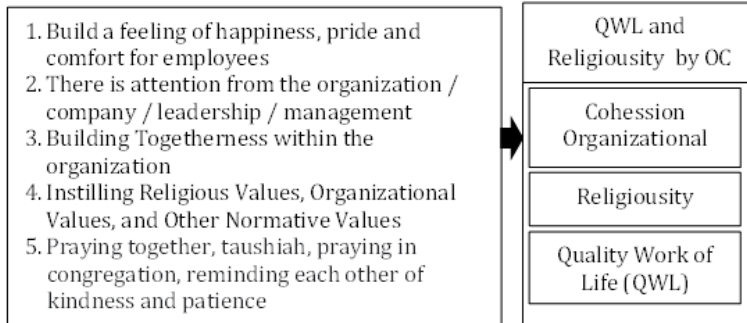 1. Build a feeling of happiness, pride and
comfort for employees
2. There is attention from the organization /
company / leadership / management
3. Building Togetherness within the
organization
4. Instilling Religious Values, Organizational
Values, and Other Normative Values
5. Praying together, taushiah, praying in
congregation, reminding each other of
kindness and patience
QWL and
Religiousity by OC
Cohession
Organizational
Religiousity
Quality Work of
Life (QWL)